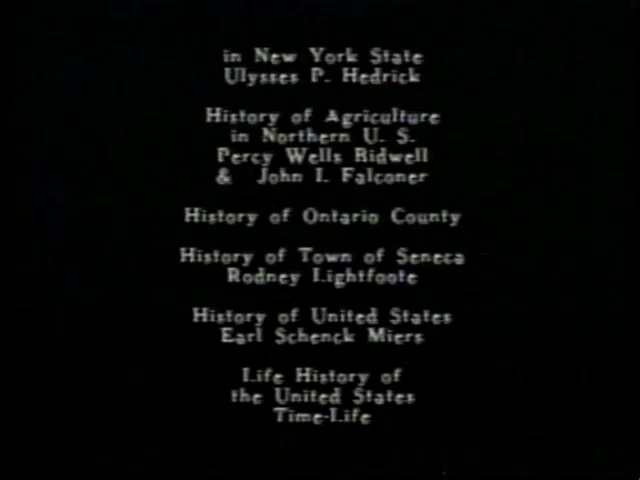 in New York State
Ulysses P. Hedrick
History of Agriculture
in Northern U. S.
Percy Wells Ridwell
& John I. Falconer
History of Ontario County
History of Town of Seneca
Rodney Lightfoote
History of United States
Earl Schenck Miers
Life History of
the United States
Time-Life